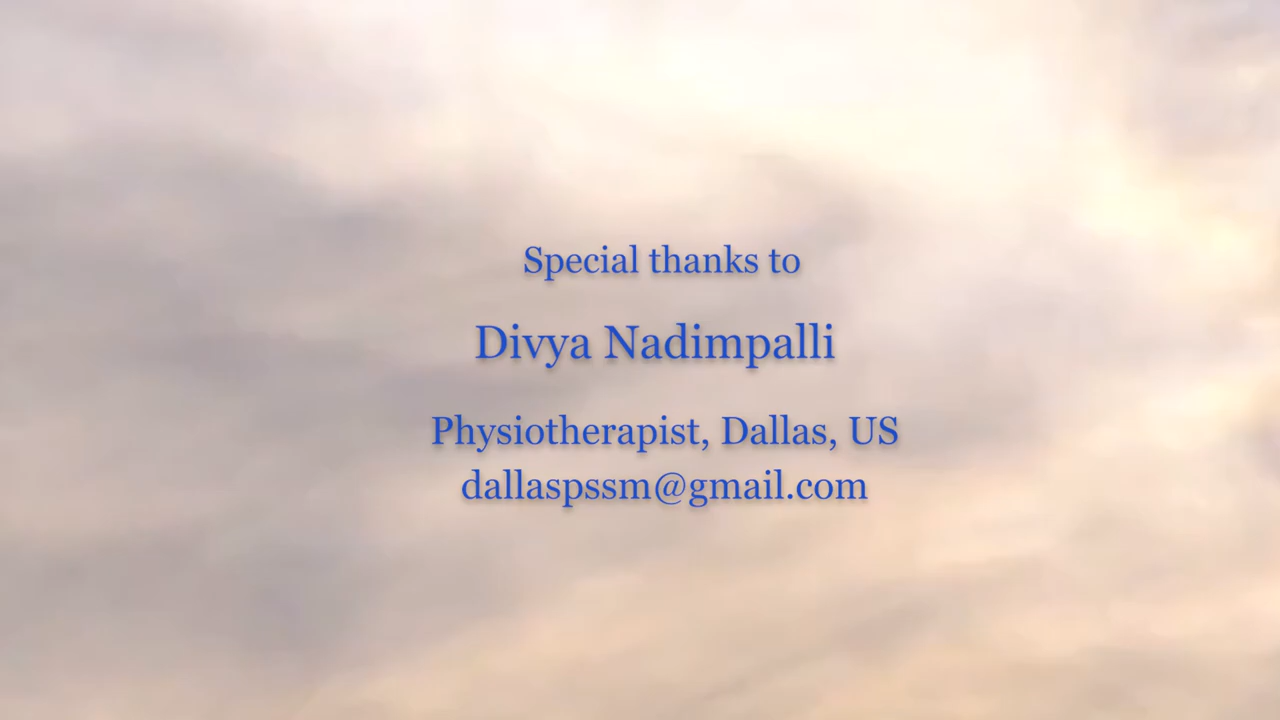 Special thanks to
Divya Nadimpalli
Physiotherapist, Dallas, US
dallaspssm@gmail.com